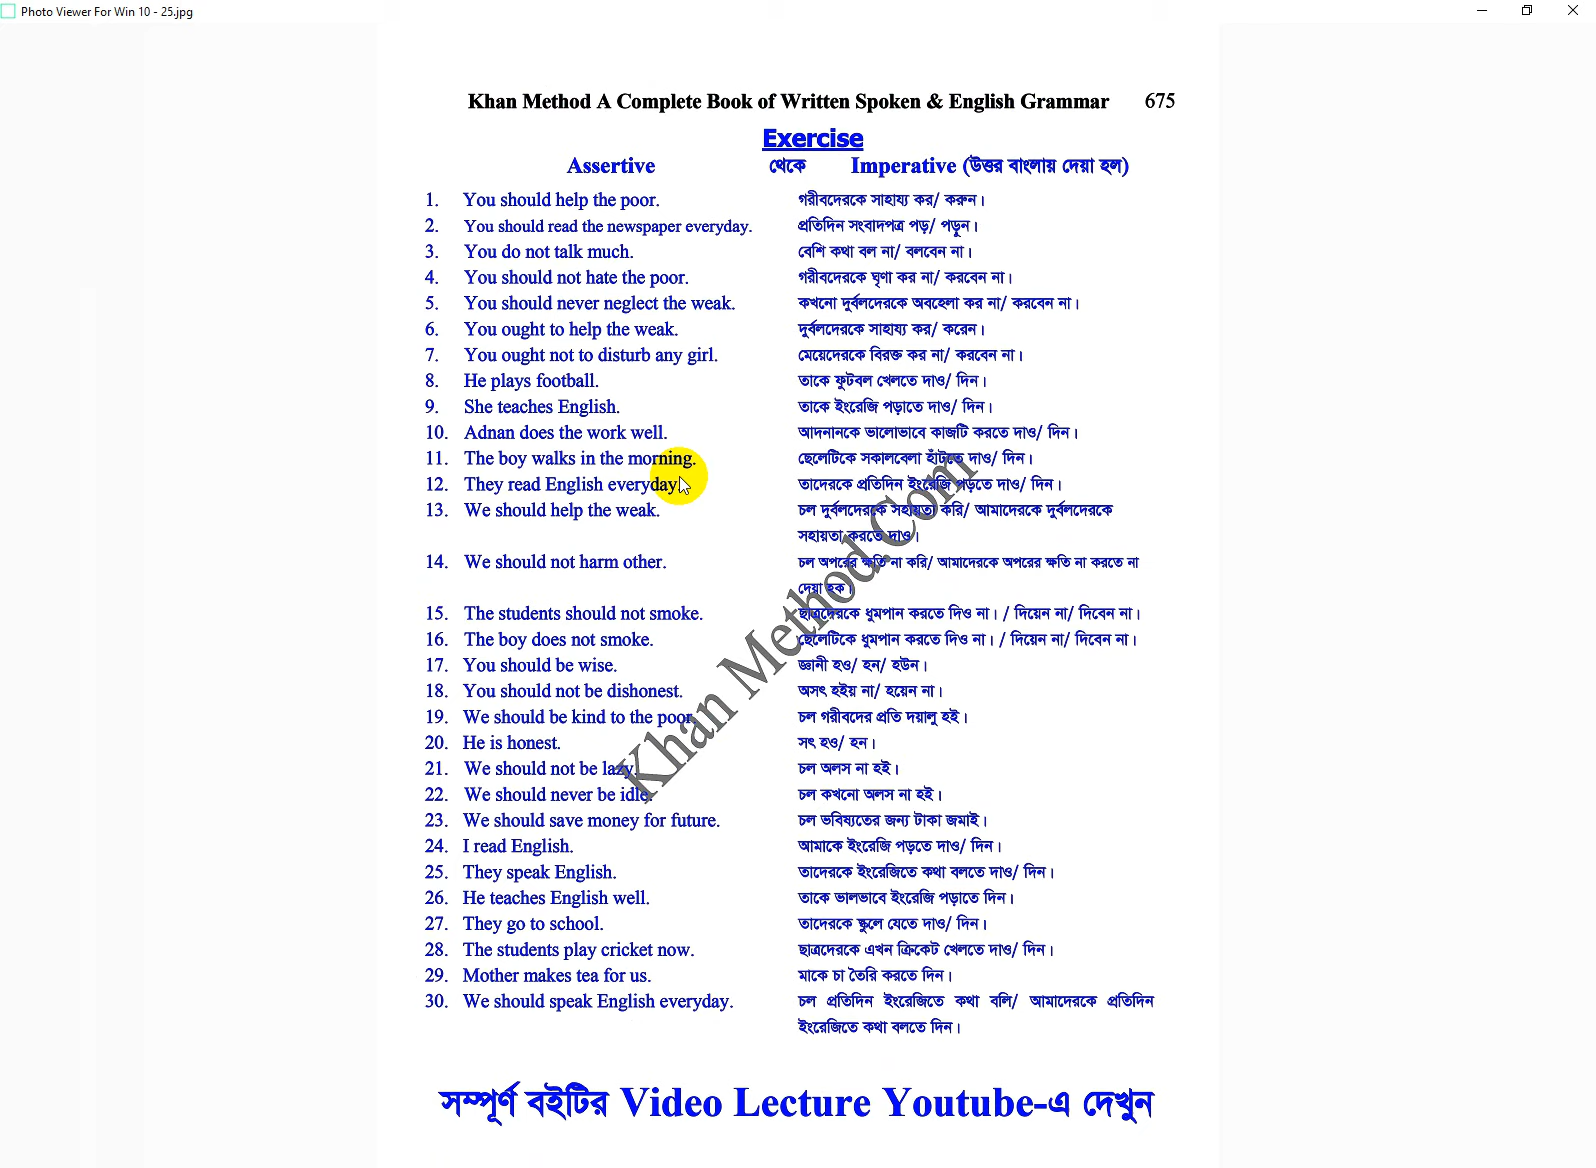 Photo Viewer For Win 10 - 25.jpg
Khan Method A Complete Book of Written Spoken & English Grammar 675
Exercise
Assertive থেকে Imperative (উত্তর বাংলায় দেয়া হল)
1. You should help the poor. গরীবদেরকে সাহায্য কর/ করুন।
2. You should read the newspaper everyday. প্রতিদিন সংবাদপত্র পড়/ পড়ুন।
3. You do not talk much. বেশি কথা বল না/ বলবেন না।
4. You should not hate the poor. গরীবদেরকে ঘৃণা কর না/ করবেন না।
5. You should never neglect the weak. কখনো দুর্বলদেরকে অবহেলা কর না/ করবেন না।
6. You ought to help the weak. দুর্বলদেরকে সাহায্য কর/ করেন।
7. You ought not to disturb any girl. মেয়েদেরকে বিরক্ত কর না/ করবেন না।
8. He plays football. তাকে ফুটবল খেলতে দাও/ দিন।
9. She teaches English. তাকে ইংরেজি পড়াতে দাও/ দিন।
10. Adnan does the work well. আদনানকে ভালোভাবে কাজটি করতে দাও/ দিন।
11. The boy walks in the morning. ছেলেটিকে সকালবেলা হাঁটতে দাও/ দিন।
12. They read English everyday. তাদেরকে প্রতিদিন ইংরেজি পড়তে দাও/ দিন।
13. We should help the weak. চল দুর্বলদেরকে সহায়তা করি/ আমাদেরকে দুর্বলদেরকে
সহায়তা করতে দাও।
14. We should not harm other. চল অপরের ক্ষতি না করি/ আমাদেরকে অপরের ক্ষতি না করতে না
দেয়া হক।
15. The students should not smoke. ছাত্রদেরকে ধুমপান করতে দিও না। / দিয়েন না/ দিবেন না।
16. The boy does not smoke. ছেলেটিকে ধুমপান করতে দিও না। / দিয়েন না/ দিবেন না।
17. You should be wise. জ্ঞানী হও/ হন/ হউন।
18. You should not be dishonest. অসৎ হইয় না/ হয়েন না।
19. We should be kind to the poor. চল গরীবদের প্রতি দয়ালু হই।
20. He is honest. সৎ হও/ হন।
21. We should not be lazy. চল অলস না হই।
22. We should never be idle. চল কখনো অলস না হই।
23. We should save money for future. চল ভবিষ্যতের জন্য টাকা জমাই।
24. I read English. আমাকে ইংরেজি পড়তে দাও/ দিন।
25. They speak English. তাদেরকে ইংরেজিতে কথা বলতে দাও/ দিন।
26. He teaches English well. তাকে ভালভাবে ইংরেজি পড়াতে দিন।
27. They go to school. তাদেরকে স্কুলে যেতে দাও/ দিন।
28. The students play cricket now. ছাত্রদেরকে এখন ক্রিকেট খেলতে দাও/ দিন।
29. Mother makes tea for us. মাকে চা তৈরি করতে দিন।
30. We should speak English everyday. চল প্রতিদিন ইংরেজিতে কথা বলি/ আমাদেরকে প্রতিদিন
ইংরেজিতে কথা বলতে দিন।
Khan Method.Com
সম্পূর্ণ বইটির Video Lecture Youtube-এ দেখুন